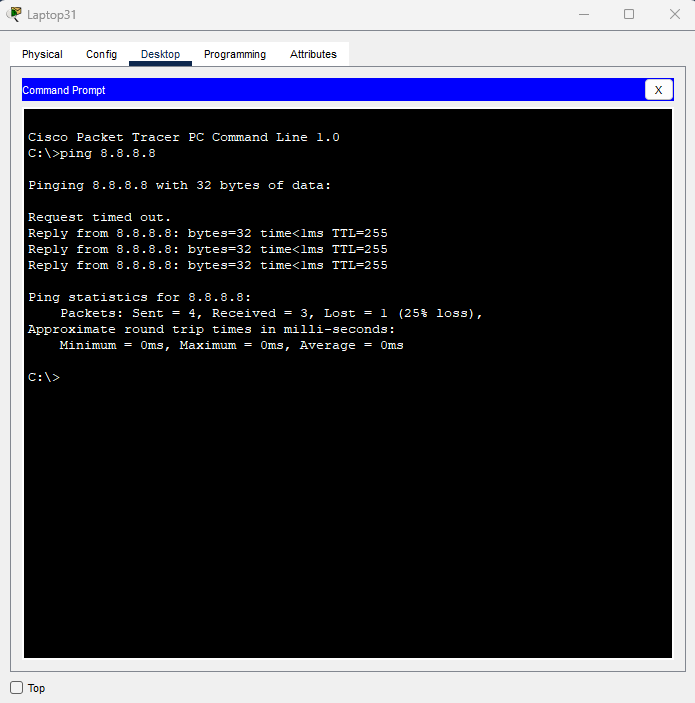 Laptop31
Physical Config Desktop Programming Attributes
Command Prompt X
Cisco Packet Tracer PC Command Line 1.0
C:\>ping 8.8.8.8
Pinging 8.8.8.8 with 32 bytes of data:
Request timed out.
Reply from 8.8.8.8: bytes=32 time<1ms TTL=255
Reply from 8.8.8.8: bytes=32 time<1ms TTL=255
Reply from 8.8.8.8: bytes=32 time<1ms TTL=255
Ping statistics for 8.8.8.8:
    Packets: Sent = 4, Received = 3, Lost = 1 (25% loss),
Approximate round trip times in milli-seconds:
    Minimum = 0ms, Maximum = 0ms, Average = 0ms
C:\>
Top